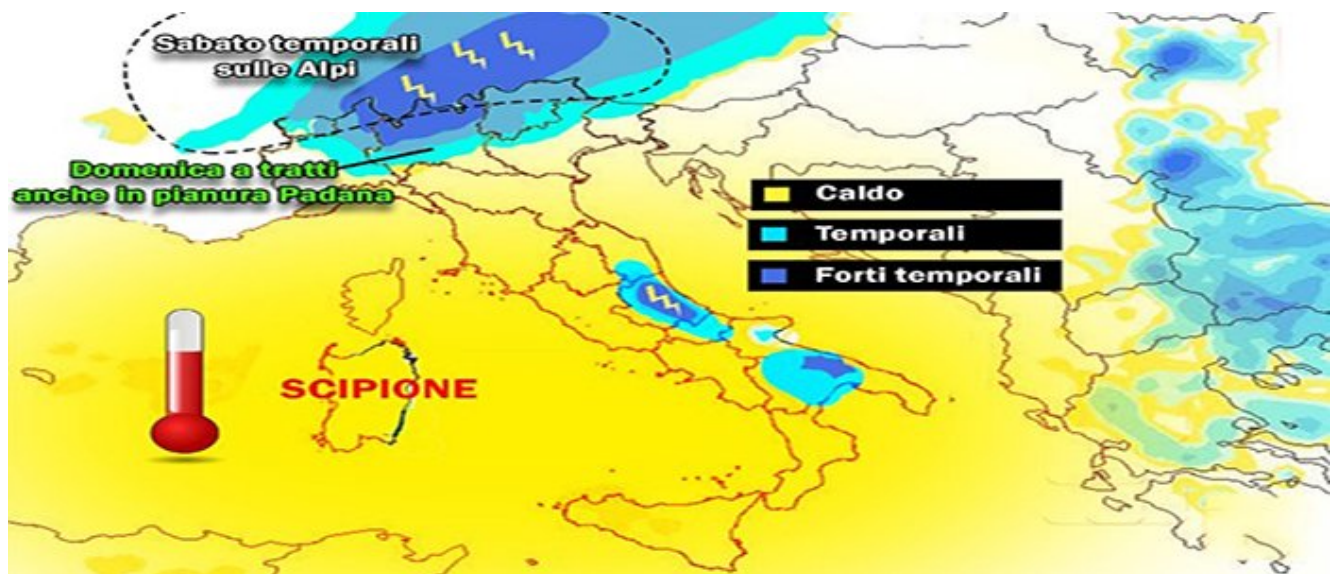 Sabato temporali
sulle Alpi
Domenica a tratti
anche in pianura Padana
Caldo
Temporali
Forti temporali
SCIPIONE